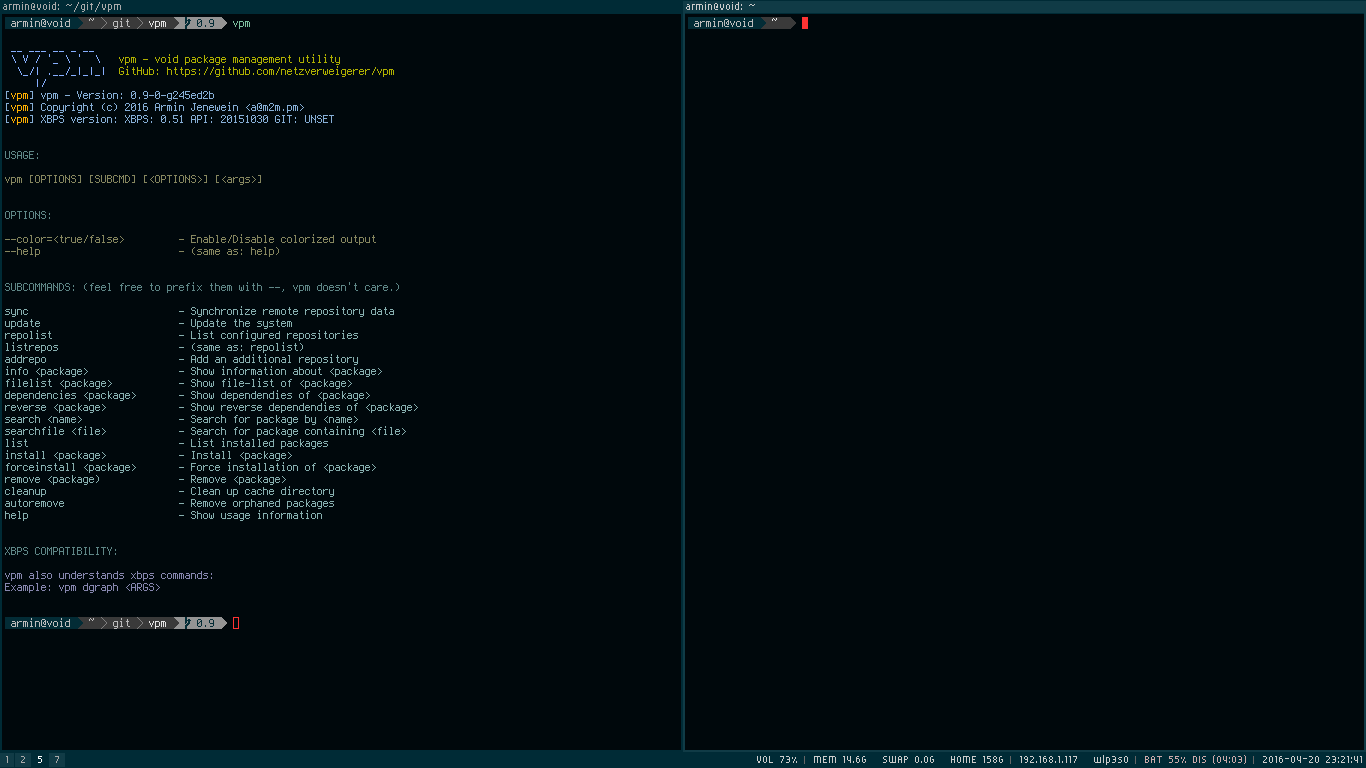 armin@void: ~/git/vpm
armin@void ~ git vpm 0.9 vpm
vpm - void package management utility
GitHub: https://github.com/netzverweigerer/vpm
[vpm] vpm - Version: 0.9-0-g245ed2b
[vpm] Copyright (c) 2016 Armin Jenewein <a@m2m.pm>
[vpm] XBPS version: XBPS: 0.51 API: 20151030 GIT: UNSET
USAGE:
vpm [OPTIONS] [SUBCMD] [<OPTIONS>] [<args>]
OPTIONS:
--color=<true/false> - Enable/Disable colorized output
--help - (same as: help)
SUBCOMMANDS: (feel free to prefix them with --, vpm doesn't care.)
sync - Synchronize remote repository data
update - Update the system
repolist - List configured repositories
listrepos - (same as: repolist)
addrepo - Add an additional repository
info <package> - Show information about <package>
filelist <package> - Show file-list of <package>
dependencies <package> - Show dependendies of <package>
reverse <package> - Show reverse dependendies of <package>
search <name> - Search for package by <name>
searchfile <file> - Search for package containing <file>
list - List installed packages
install <package> - Install <package>
forceinstall <package> - Force installation of <package>
remove <package) - Remove <package>
cleanup - Clean up cache directory
autoremove - Remove orphaned packages
help - Show usage information
XBPS COMPATIBILITY:
vpm also understands xbps commands:
Example: vpm dgraph <ARGS>
armin@void ~ git vpm 0.9
armin@void: ~
armin@void ~
1 2 5 7
VOL 73% | MEM 14.66 SWAP 0.06 HOME 1586 | 192.168.1.117 wlp3s0 | BAT 55% DIS (04:03) | 2016-04-20 23:21:41